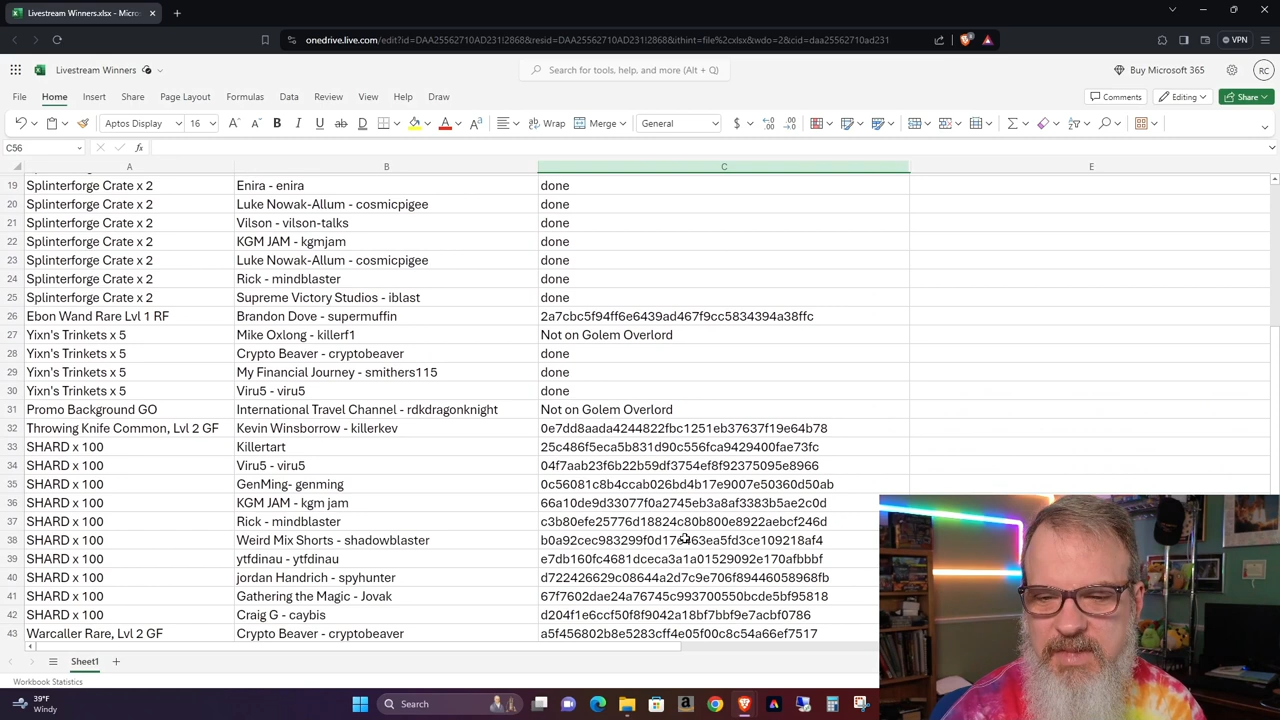 Livestream Winners.xlsx - Micros
onedrive.live.com/edit?id=DAA25562710AD231!2868&resid=DAA25562710AD231!2868&ithint=file%2cxlsx&wdo=2&cid=daa25562710ad231
VPN
Livestream Winners
Search for tools, help, and more (Alt + Q)
Buy Microsoft 365
RC
File Home Insert Share Page Layout Formulas Data Review View Help Draw
Comments Editing Share
Aptos Display 16 B I U ab D A Wrap Merge General $
C56 fx
A B C E
19 Splinterforge Crate x 2 Enira - enira done
20 Splinterforge Crate x 2 Luke Nowak-Allum - cosmicpigee done
21 Splinterforge Crate x 2 Vilson - vilson-talks done
22 Splinterforge Crate x 2 KGM JAM - kgmjam done
23 Splinterforge Crate x 2 Luke Nowak-Allum - cosmicpigee done
24 Splinterforge Crate x 2 Rick - mindblaster done
25 Splinterforge Crate x 2 Supreme Victory Studios - iblast done
26 Ebon Wand Rare Lvl 1 RF Brandon Dove - supermuffin 2a7cbc5f94ff6e6439ad467f9cc5834394a38ffc
27 Yixn's Trinkets x 5 Mike Oxlong - killerf1 Not on Golem Overlord
28 Yixn's Trinkets x 5 Crypto Beaver - cryptobeaver done
29 Yixn's Trinkets x 5 My Financial Journey - smithers115 done
30 Yixn's Trinkets x 5 Viru5 - viru5 done
31 Promo Background GO International Travel Channel - rdkdragonknight Not on Golem Overlord
32 Throwing Knife Common, Lvl 2 GF Kevin Winsborrow - killerkev 0e7dd8aada4244822fbc1251eb37637f19e64b78
33 SHARD x 100 Killertart 25c486f5eca5b831d90c556fca9429400fae73fc
34 SHARD x 100 Viru5 - viru5 04f7aab23f6b22b59df3754ef8f92375095e8966
35 SHARD x 100 GenMing- genming 0c56081c8b4ccab026bd4b17e9007e50360d50ab
36 SHARD x 100 KGM JAM - kgm jam 66a10de9d33077f0a2745eb3a8f3383b5ae2c0d
37 SHARD x 100 Rick - mindblaster c3b80efe25776d18824c80b800e8922aebcf246d
38 SHARD x 100 Weird Mix Shorts - shadowblaster
39 SHARD x 100 ytfdinau - ytfdinau e7db160fc4681dceca3a1a01529092e170afbbbf
40 SHARD x 100 jordan Handrich - spyhunter d722426629c08644a2d7c9e706f89446058968fb
41 SHARD x 100 Gathering the Magic - Jovak 67f7602dae24a76745c993700550bcde5bf95818
42 SHARD x 100 Craig G - caybis d204f1e6ccf50f8f9042a18bf7bbf9e7acbf0786
43 Warcaller Rare, Lvl 2 GF Crypto Beaver - cryptobeaver a5f456802b8e5283cff4e05f00c8c54a66ef7517
Sheet1
Workbook Statistics
39°F
Windy
Search